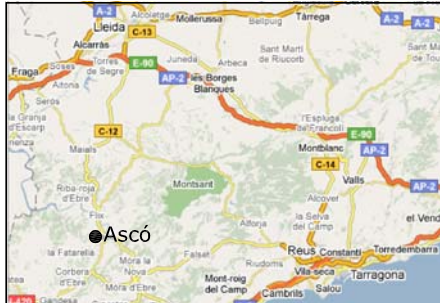 A-2
A-2
Alcoletge
Lleida
Mollerussa
Bellpuig
Tàrrega
C-13
Alcarràs
Torres de Segre
Sant Martí de Riucorb
E-90
Juneda
Arbeca
Fraga
Soses
Aitona
AP-2
les Borges Blanques
Seròs
la Granja d'Escarp
C-12
l'Espluga de Francolí
E-90
Maials
Montblanc
AP-2
C-14
Riba-roja d'Ebre
Montsant
Valls
AP-2
Flix
Alcover
Ascó
Alforja
la Selva del Camp
el Vend
la Fatarella
Falset
Reus
Constantí
Torredembarra
Corbera d'Ebre
Móra la Nova
Riudoms
Vila-seca
Tarragona
Gandesa
Mont-roig del Camp
Salou
Cambrils